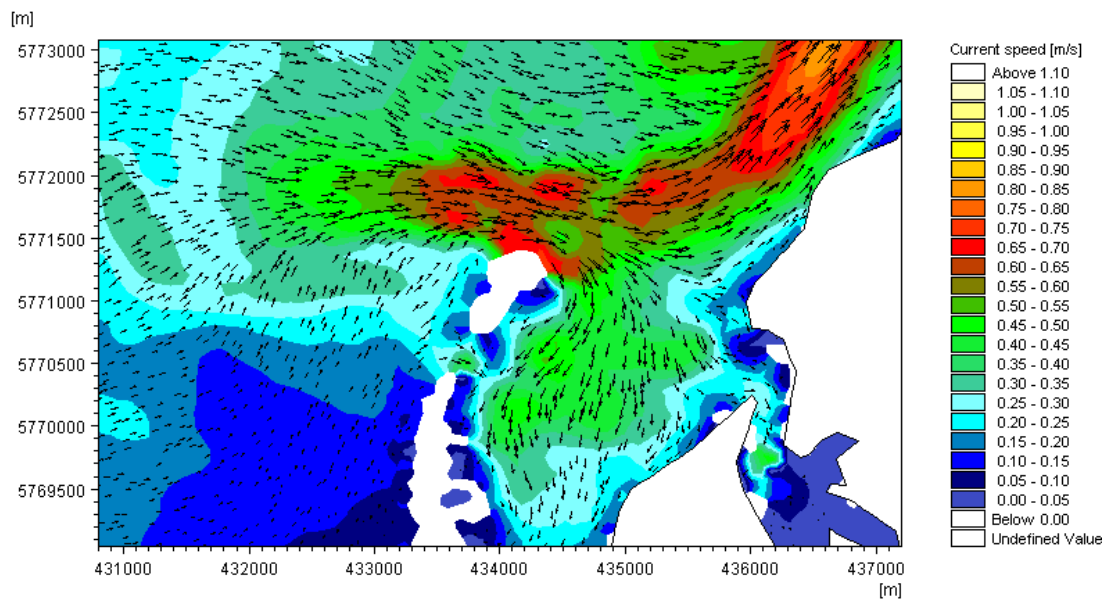 [m]
5773000
5772500
5772000
5771500
5771000
5770500
5770000
5769500
431000 432000 433000 434000 435000 436000 437000
[m]
Current speed [m/s]
Above 1.10
1.05 - 1.10
1.00 - 1.05
0.95 - 1.00
0.90 - 0.95
0.85 - 0.90
0.80 - 0.85
0.75 - 0.80
0.70 - 0.75
0.65 - 0.70
0.60 - 0.65
0.55 - 0.60
0.50 - 0.55
0.45 - 0.50
0.40 - 0.45
0.35 - 0.40
0.30 - 0.35
0.25 - 0.30
0.20 - 0.25
0.15 - 0.20
0.10 - 0.15
0.05 - 0.10
0.00 - 0.05
Below 0.00
Undefined Value